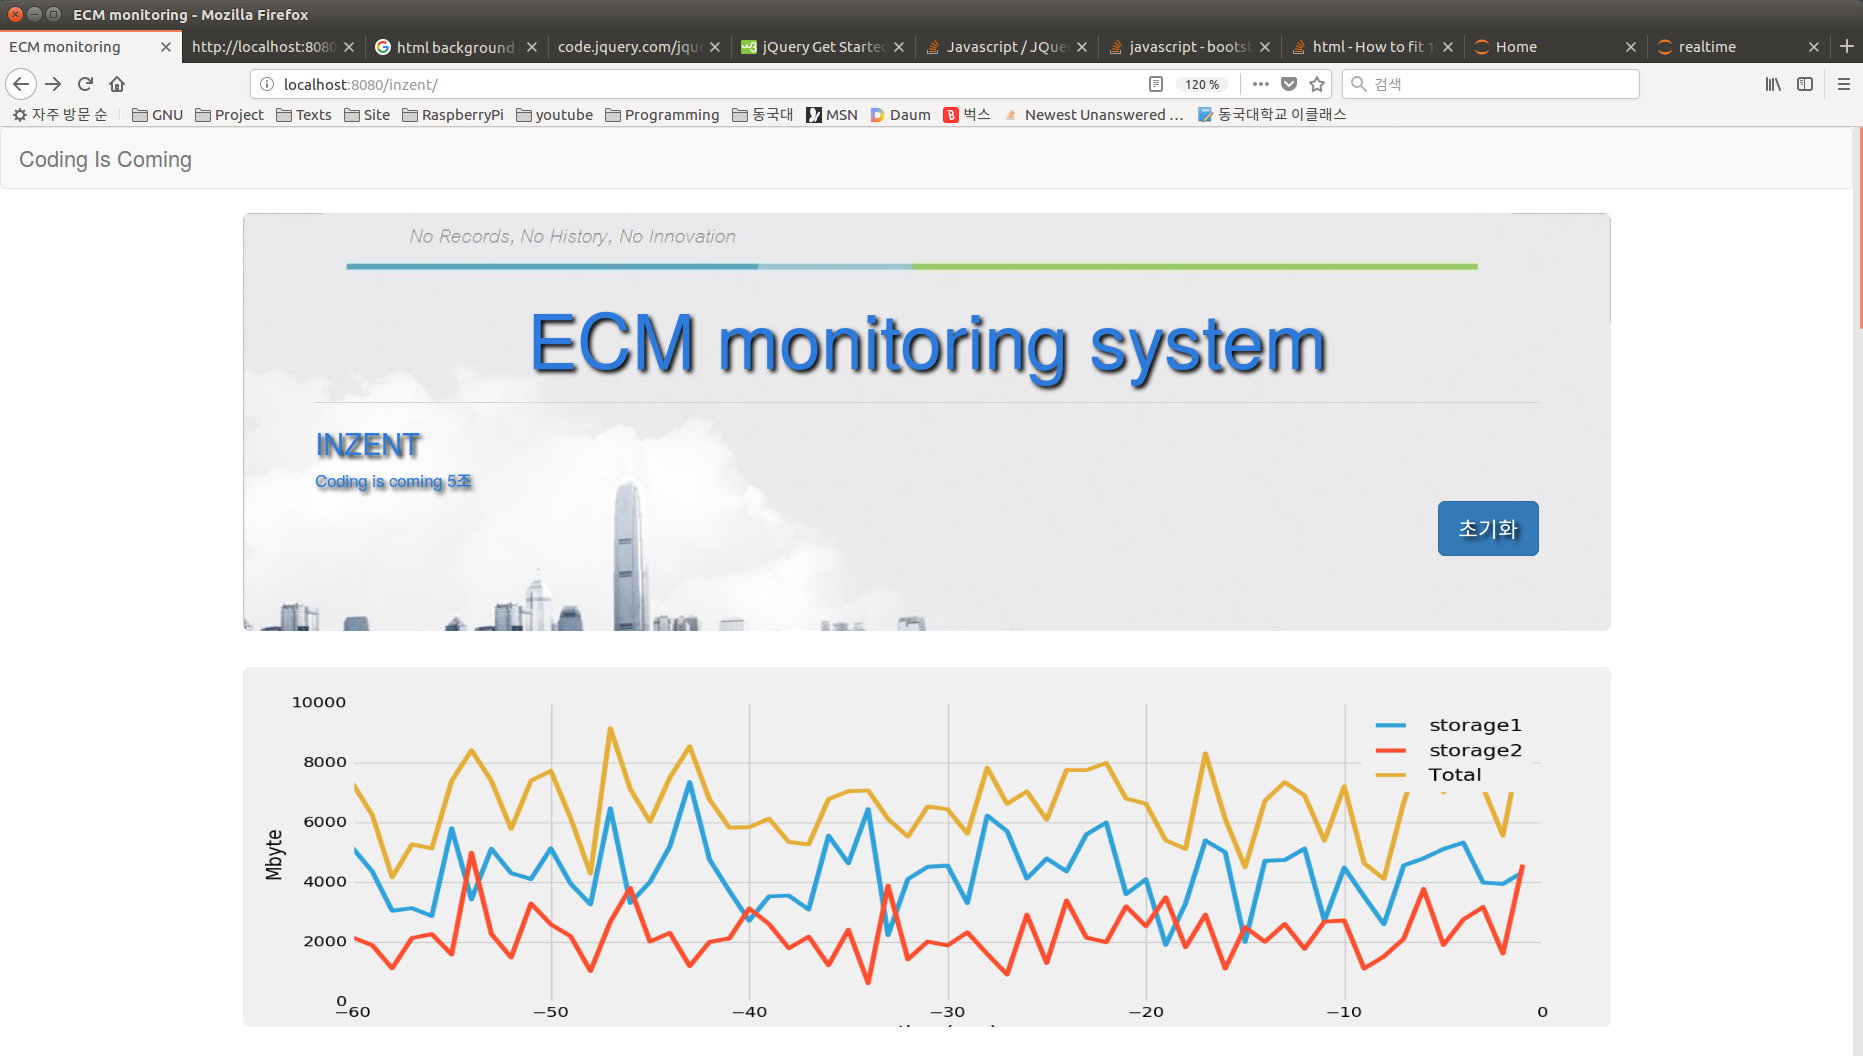 ECM monitoring - Mozilla Firefox
ECM monitoring
http://localhost:8080
html background
code.jquery.com/jqu
jQuery Get Starte
Javascript / JQue
javascript - bootst
html - How to fit
Home
realtime
localhost:8080/inzent/
120 %
검색
자주 방문 순
GNU
Project
Texts
Site
RaspberryPi
youtube
Programming
동국대
MSN
Daum
벅스
Newest Unanswered ...
동국대학교 이클래스
Coding Is Coming
No Records, No History, No Innovation
ECM monitoring system
INZENT
Coding is coming 5조
초기화
10000
8000
6000
4000
2000
0
Mbyte
storage1
storage2
Total
−60
−50
−40
−30
−20
−10
0